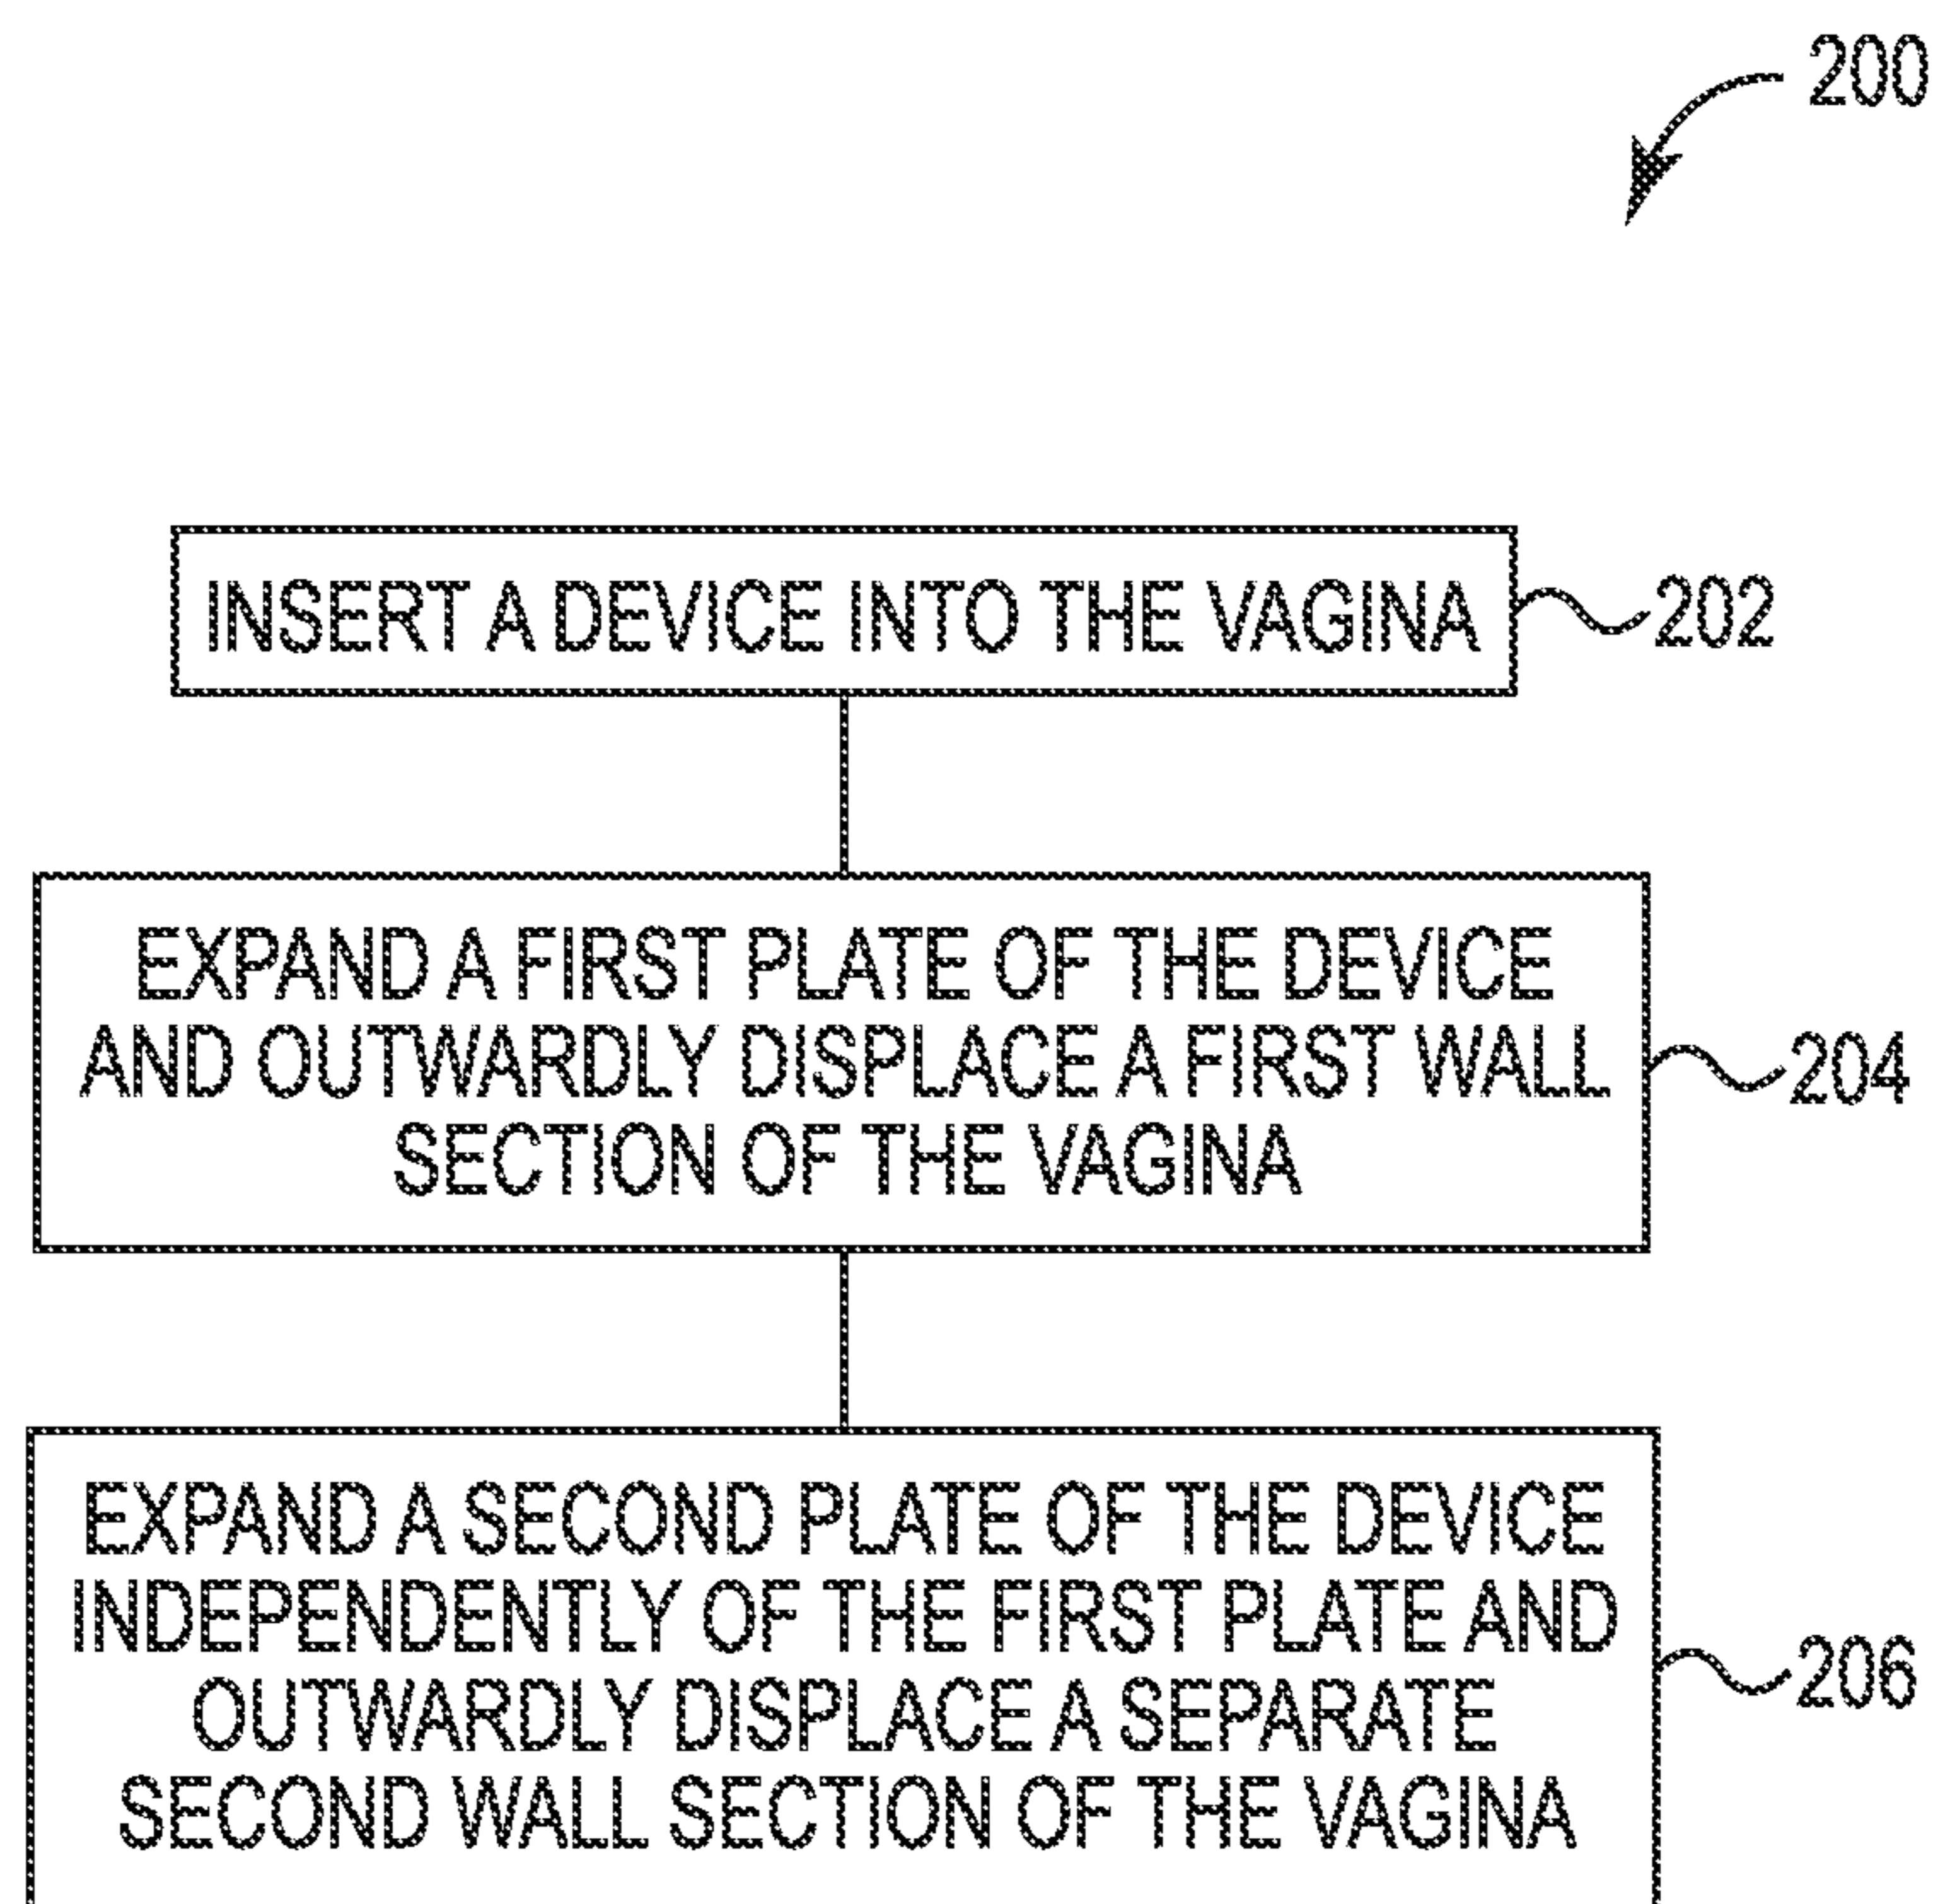 200
INSERT A DEVICE INTO THE VAGINA
202
EXPAND A FIRST PLATE OF THE DEVICE
AND OUTWARDLY DISPLACE A FIRST WALL
SECTION OF THE VAGINA
204
EXPAND A SECOND PLATE OF THE DEVICE
INDEPENDENTLY OF THE FIRST PLATE AND
OUTWARDLY DISPLACE A SEPARATE
SECOND WALL SECTION OF THE VAGINA
206